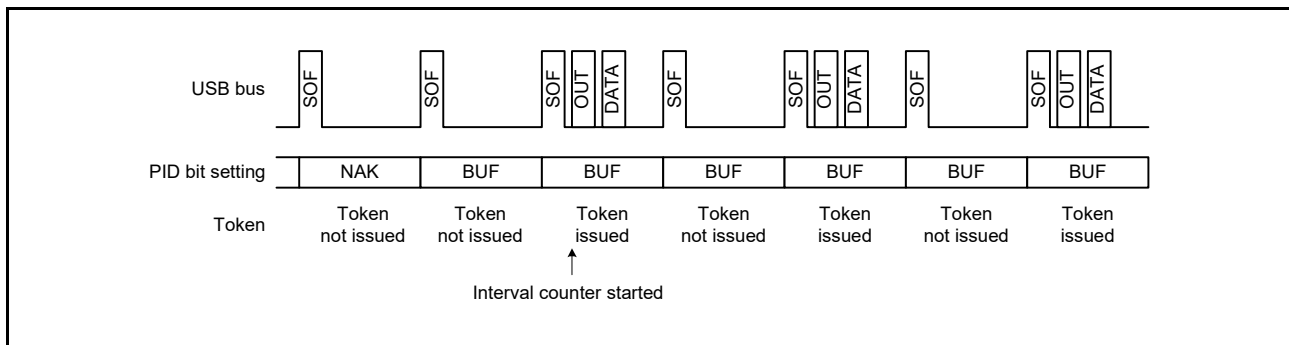 USB bus
SOF
SOF
SOF
OUT
DATA
SOF
SOF
OUT
DATA
SOF
SOF
OUT
DATA
PID bit setting
NAK
BUF
BUF
BUF
BUF
BUF
BUF
Token
Token
not issued
Token
not issued
Token
issued
Token
not issued
Token
issued
Token
not issued
Token
issued
Interval counter started